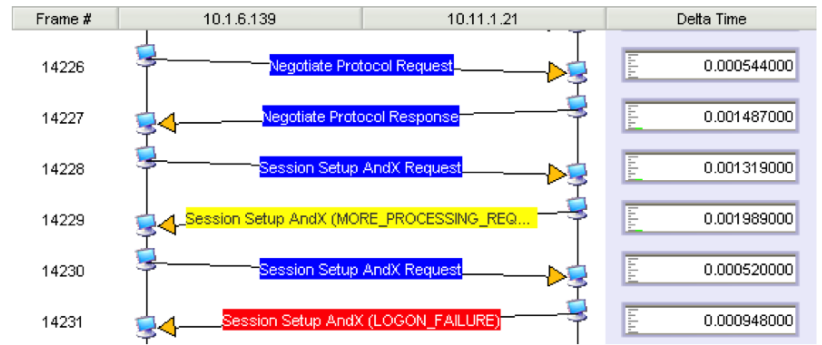 Frame # 10.1.6.139 10.11.1.21 Delta Time
14226 Negotiate Protocol Request 0.000544000
14227 Negotiate Protocol Response 0.001487000
14228 Session Setup AndX Request 0.001319000
14229 Session Setup AndX (MORE_PROCESSING_REQ... 0.001989000
14230 Session Setup AndX Request 0.000520000
14231 Session Setup AndX (LOGON_FAILURE) 0.000948000